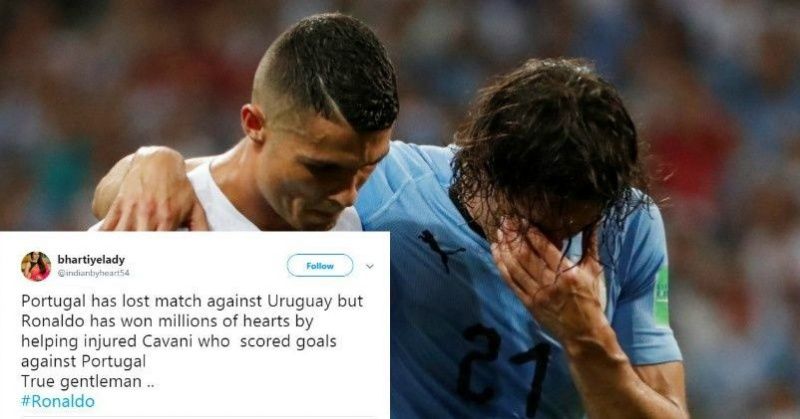 bhartiyelady
@indianbyheart54
Follow
Portugal has lost match against Uruguay but
Ronaldo has won millions of hearts by
helping injured Cavani who scored goals
against Portugal
True gentleman ..
#Ronaldo
21